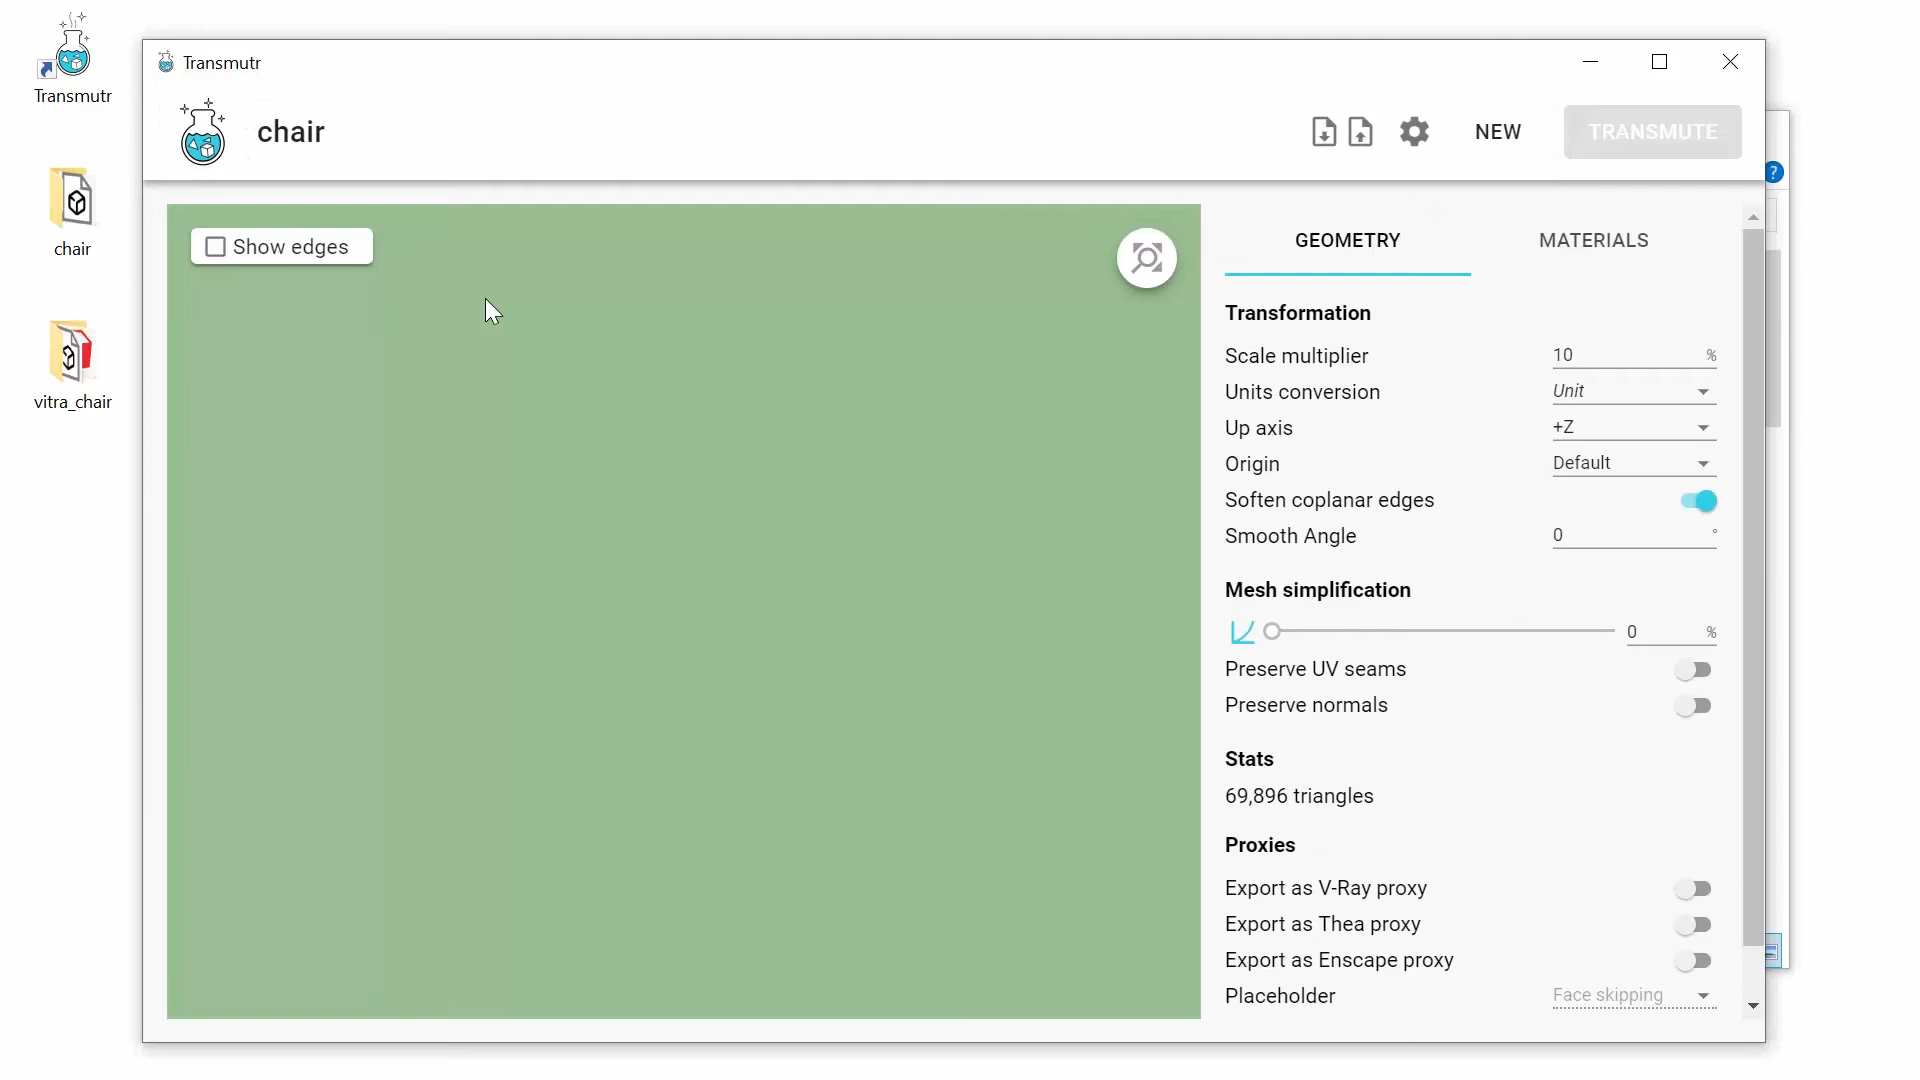 Transmutr
Transmutr
chair
NEW
TRANSMUTE
?
chair
vitra_chair
Show edges
GEOMETRY
MATERIALS
Transformation
Scale multiplier 10 %
Units conversion Unit
Up axis +Z
Origin Default
Soften coplanar edges
Smooth Angle 0 °
Mesh simplification
0 %
Preserve UV seams
Preserve normals
Stats
69,896 triangles
Proxies
Export as V-Ray proxy
Export as Thea proxy
Export as Enscape proxy
Placeholder Face skipping